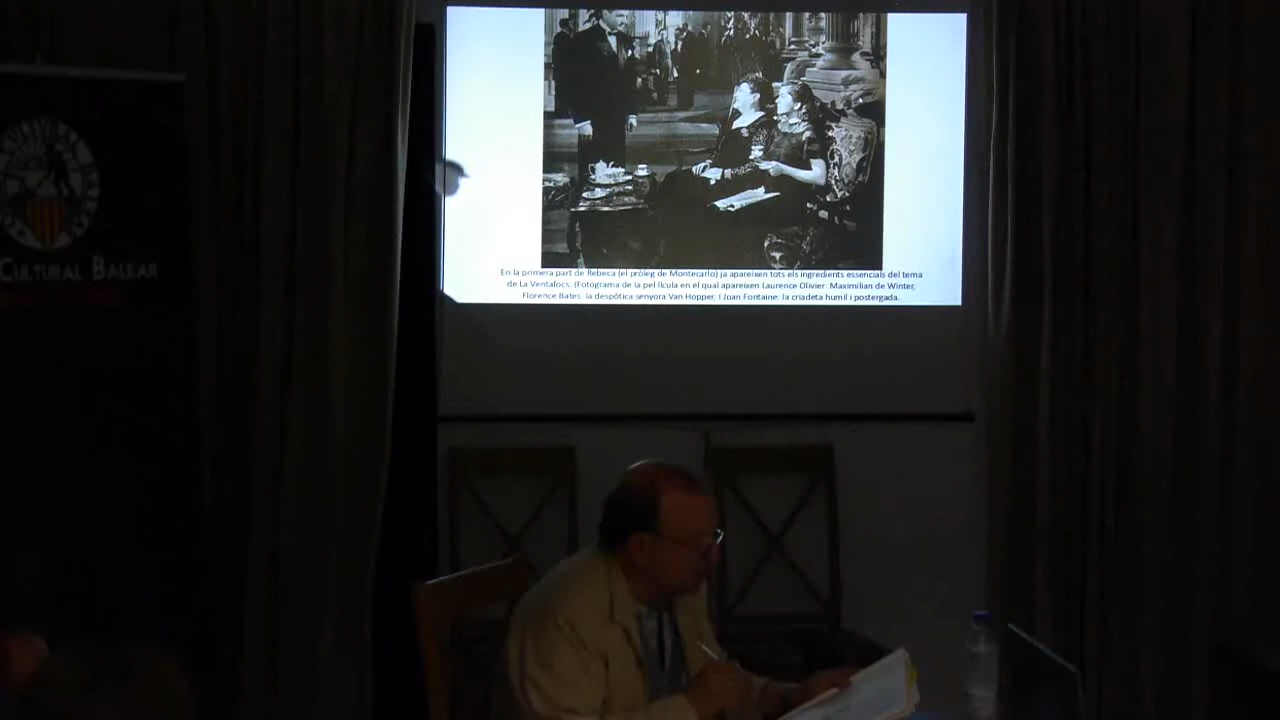 Cultural Balear
En la primera part de Rebeca (el pròleg de Montecarlo) ja apareixen tots els ingredients essencials del tema
de La Ventafocs. (Fotograma de la pel·lícula en el qual apareixen Laurence Olivier: Maximilian de Winter,
Florence Bates: la despòtica senyora Van Hopper, i Joan Fontaine: la criadeta humil i postergada.